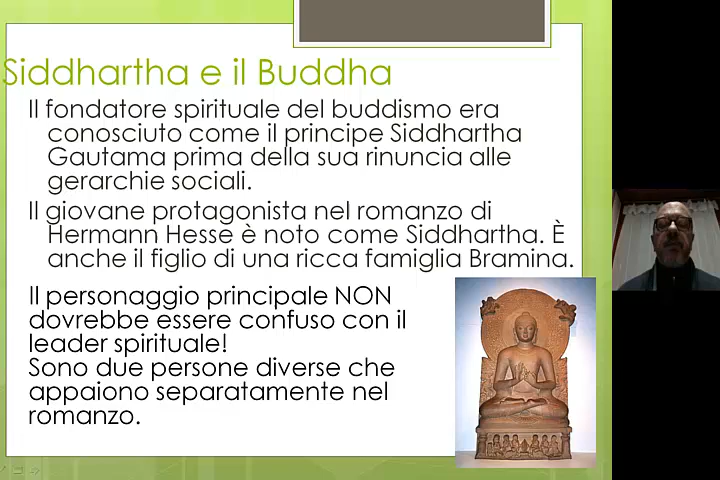 Siddhartha e il Buddha
Il fondatore spirituale del buddismo era
conosciuto come il principe Siddhartha
Gautama prima della sua rinuncia alle
gerarchie sociali.
Il giovane protagonista nel romanzo di
Hermann Hesse è noto come Siddhartha. È
anche il figlio di una ricca famiglia Bramina.
Il personaggio principale NON
dovrebbe essere confuso con il
leader spirituale!
Sono due persone diverse che
appaiono separatamente nel
romanzo.